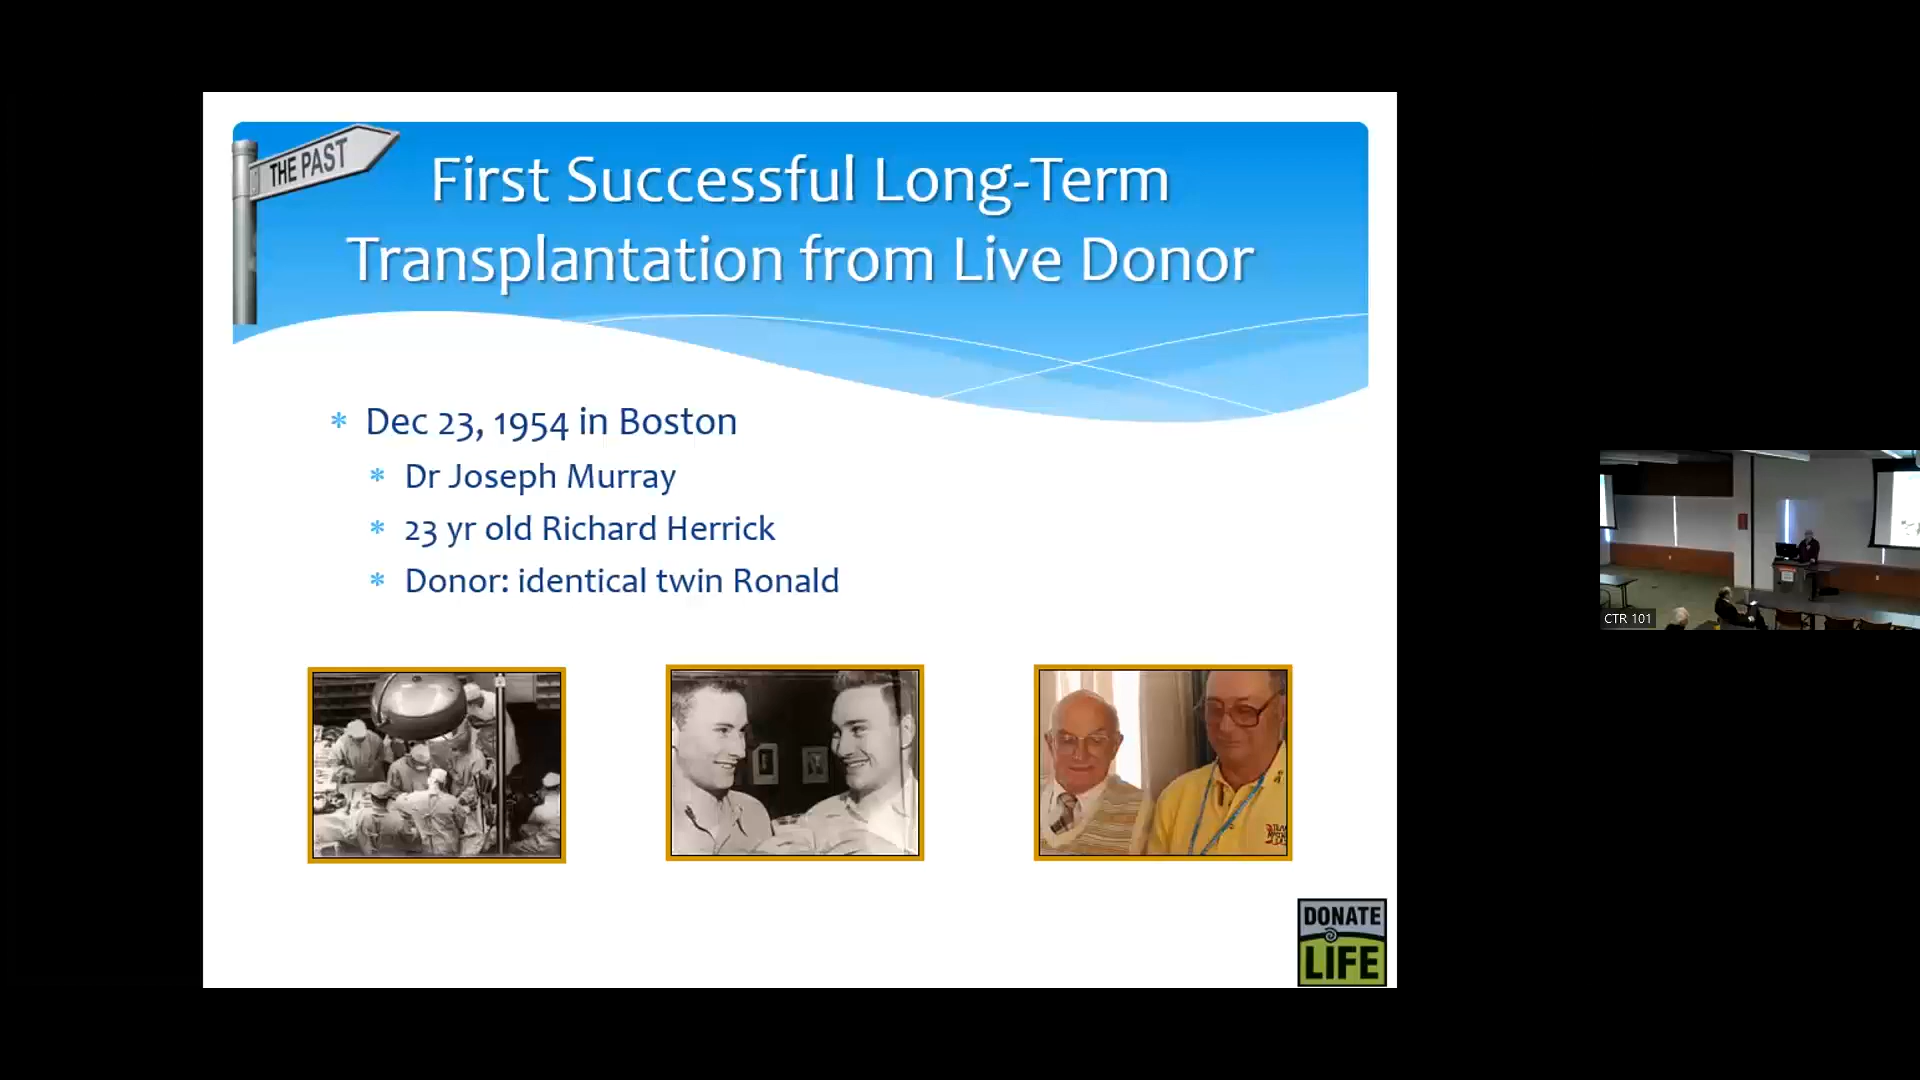 THE PAST
First Successful Long-Term
Transplantation from Live Donor
* Dec 23, 1954 in Boston
* Dr Joseph Murray
* 23 yr old Richard Herrick
* Donor: identical twin Ronald
DONATE
LIFE
CTR 101